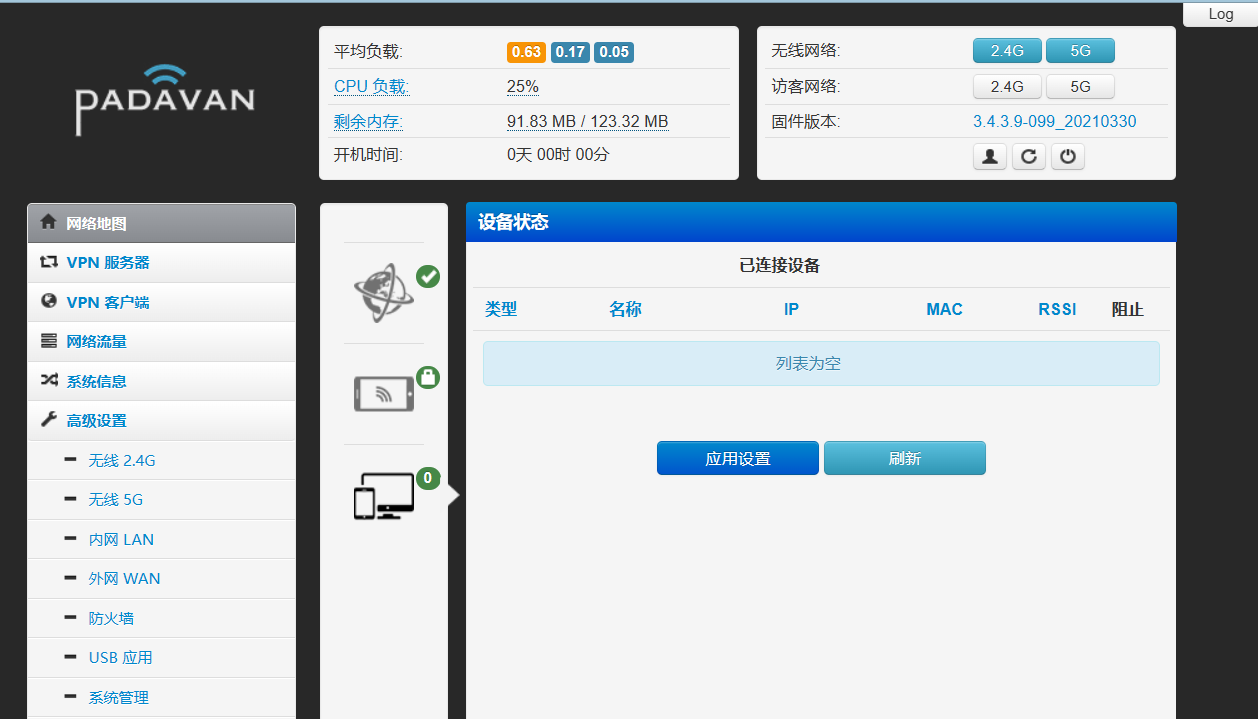 Log
PADAVAN
平均负载: 0.63 0.17 0.05
CPU 负载: 25%
剩余内存: 91.83 MB / 123.32 MB
开机时间: 0天 00时 00分
无线网络: 2.4G 5G
访客网络: 2.4G 5G
固件版本: 3.4.3.9-099_20210330
网络地图
VPN 服务器
VPN 客户端
网络流量
系统信息
高级设置
无线 2.4G
无线 5G
内网 LAN
外网 WAN
防火墙
USB 应用
系统管理
0
设备状态
已连接设备
类型 名称 IP MAC RSSI 阻止
列表为空
应用设置 刷新